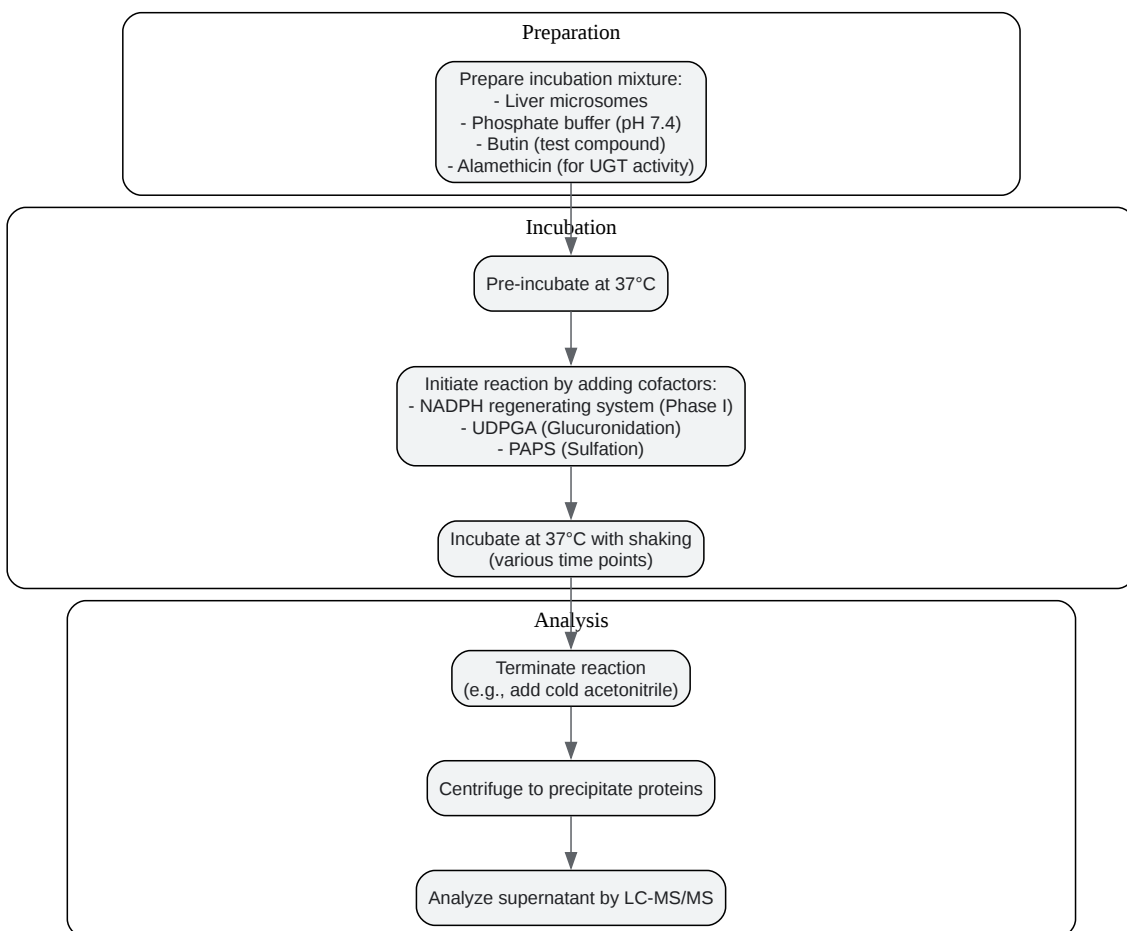 Preparation
Prepare incubation mixture:
- Liver microsomes
- Phosphate buffer (pH 7.4)
- Butin (test compound)
- Alamethicin (for UGT activity)
Incubation
Pre-incubate at 37°C
Initiate reaction by adding cofactors:
- NADPH regenerating system (Phase I)
- UDPGA (Glucuronidation)
- PAPS (Sulfation)
Incubate at 37°C with shaking
(various time points)
Analysis
Terminate reaction
(e.g., add cold acetonitrile)
Centrifuge to precipitate proteins
Analyze supernatant by LC-MS/MS